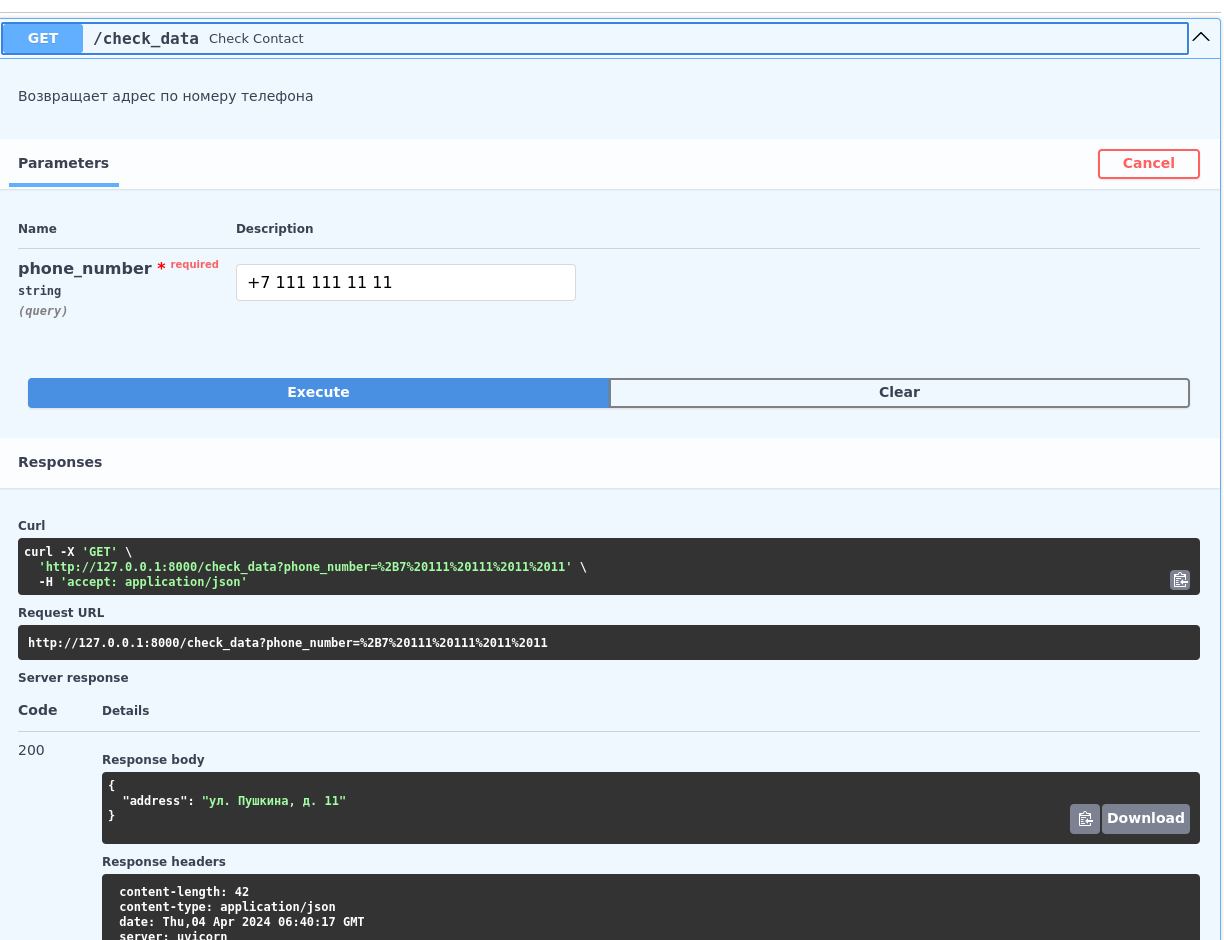 GET /check_data Check Contact
Возвращает адрес по номеру телефона
Parameters Cancel
Name Description
phone_number * required
string
(query)
+7 111 111 11 11
Execute Clear
Responses
Curl
curl -X 'GET' \
'http://127.0.0.1:8000/check_data?phone_number=%2B7%20111%20111%2011%2011' \
-H 'accept: application/json'
Request URL
http://127.0.0.1:8000/check_data?phone_number=%2B7%20111%20111%2011%2011
Server response
Code Details
200
Response body
{
"address": "ул. Пушкина, д. 11"
}
Download
Response headers
content-length: 42
content-type: application/json
date: Thu,04 Apr 2024 06:40:17 GMT
server: uvicorn